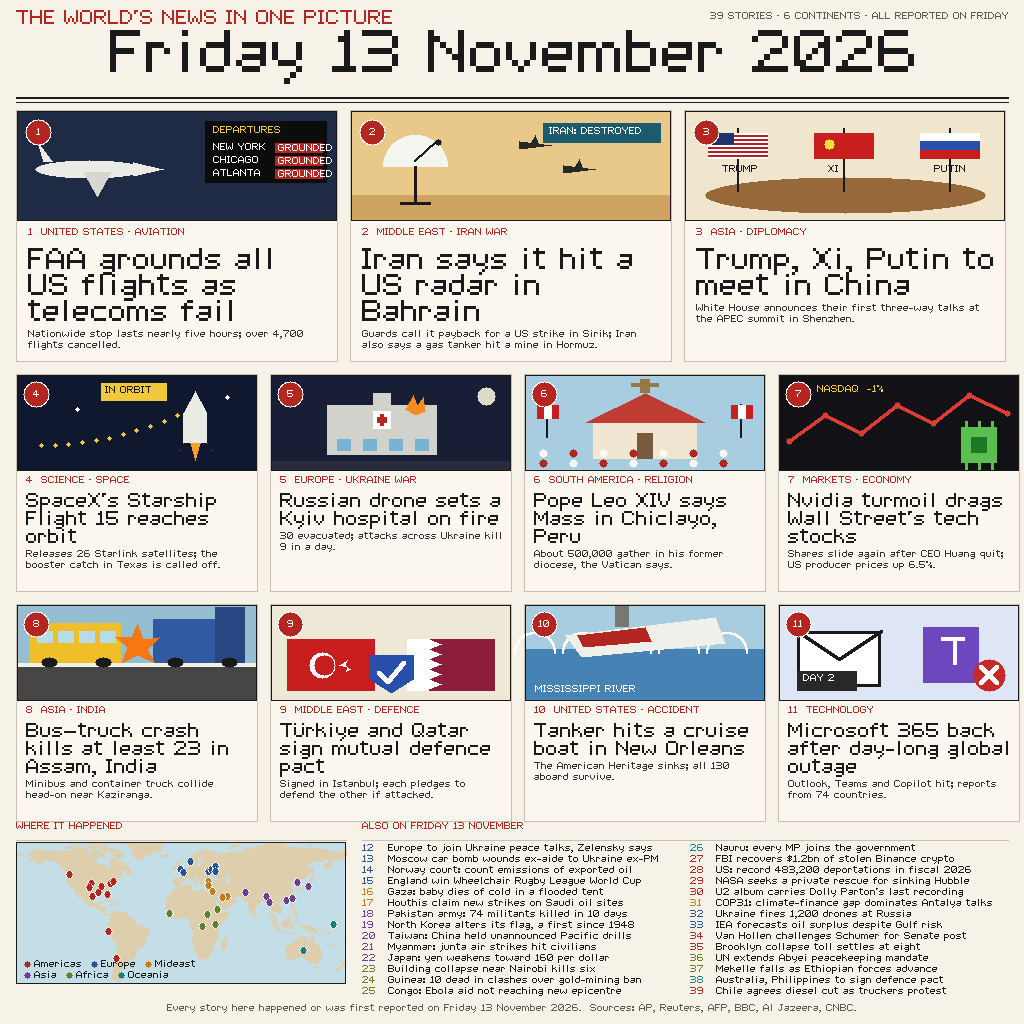 THE WORLD'S NEWS IN ONE PICTURE
39 STORIES · 6 CONTINENTS · ALL REPORTED ON FRIDAY
Friday 13 November 2026
1
DEPARTURES
NEW YORK GROUNDED
CHICAGO GROUNDED
ATLANTA GROUNDED
1 UNITED STATES · AVIATION
FAA grounds all
US flights as
telecoms fail
Nationwide stop lasts nearly five hours; over 4,700
flights cancelled.
2
IRAN: DESTROYED
2 MIDDLE EAST · IRAN WAR
Iran says it hit a
US radar in
Bahrain
Guards call it payback for a US strike in Sirik; Iran
also says a gas tanker hit a mine in Hormuz.
3
TRUMP
XI
PUTIN
3 ASIA · DIPLOMACY
Trump, Xi, Putin to
meet in China
White House announces their first three-way talks at
the APEC summit in Shenzhen.
4
IN ORBIT
4 SCIENCE · SPACE
SpaceX's Starship
Flight 15 reaches
orbit
Releases 26 Starlink satellites; the
booster catch in Texas is called off.
5
5 EUROPE · UKRAINE WAR
Russian drone sets a
Kyiv hospital on fire
30 evacuated; attacks across Ukraine kill
9 in a day.
6
6 SOUTH AMERICA · RELIGION
Pope Leo XIV says
Mass in Chiclayo,
Peru
About 500,000 gather in his former
diocese, the Vatican says.
7
NASDAQ -1%
7 MARKETS · ECONOMY
Nvidia turmoil drags
Wall Street's tech
stocks
Shares slide again after CEO Huang quit;
US producer prices up 6.5%.
8
8 ASIA · INDIA
Bus-truck crash
kills at least 23 in
Assam, India
Minibus and container truck collide
head-on near Kaziranga.
9
9 MIDDLE EAST · DEFENCE
Türkiye and Qatar
sign mutual defence
pact
Signed in Istanbul; each pledges to
defend the other if attacked.
10
MISSISSIPPI RIVER
10 UNITED STATES · ACCIDENT
Tanker hits a cruise
boat in New Orleans
The American Heritage sinks; all 130
aboard survive.
11
DAY 2
T
11 TECHNOLOGY
Microsoft 365 back
after day-long global
outage
Outlook, Teams and Copilot hit; reports
from 74 countries.
WHERE IT HAPPENED
Americas Europe Mideast
Asia Africa Oceania
ALSO ON FRIDAY 13 NOVEMBER
12 Europe to join Ukraine peace talks, Zelensky says
13 Moscow car bomb wounds ex-aide to Ukraine ex-PM
14 Norway court: count emissions of exported oil
15 England win Wheelchair Rugby League World Cup
16 Gaza: baby dies of cold in a flooded tent
17 Houthis claim new strikes on Saudi oil sites
18 Pakistan army: 74 militants killed in 10 days
19 North Korea alters its flag, a first since 1948
20 Taiwan: China held unannounced Pacific drills
21 Myanmar: junta air strikes hit civilians
22 Japan: yen weakens toward 160 per dollar
23 Building collapse near Nairobi kills six
24 Guinea: 10 dead in clashes over gold-mining ban
25 Congo: Ebola aid not reaching new epicentre
26 Nauru: every MP joins the government
27 FBI recovers $1.2bn of stolen Binance crypto
28 US: record 483,200 deportations in fiscal 2026
29 NASA seeks a private rescue for sinking Hubble
30 U2 album carries Dolly Parton's last recording
31 COP31: climate-finance gap dominates Antalya talks
32 Ukraine fires 1,200 drones at Russia
33 IEA forecasts oil surplus despite Gulf risk
34 Van Hollen challenges Schumer for Senate post
35 Brooklyn collapse toll settles at eight
36 UN extends Abyei peacekeeping mandate
37 Mekelle falls as Ethiopian forces advance
38 Australia, Philippines to sign defence pact
39 Chile agrees diesel cut as truckers protest
Every story here happened or was first reported on Friday 13 November 2026. Sources: AP, Reuters, AFP, BBC, Al Jazeera, CNBC.